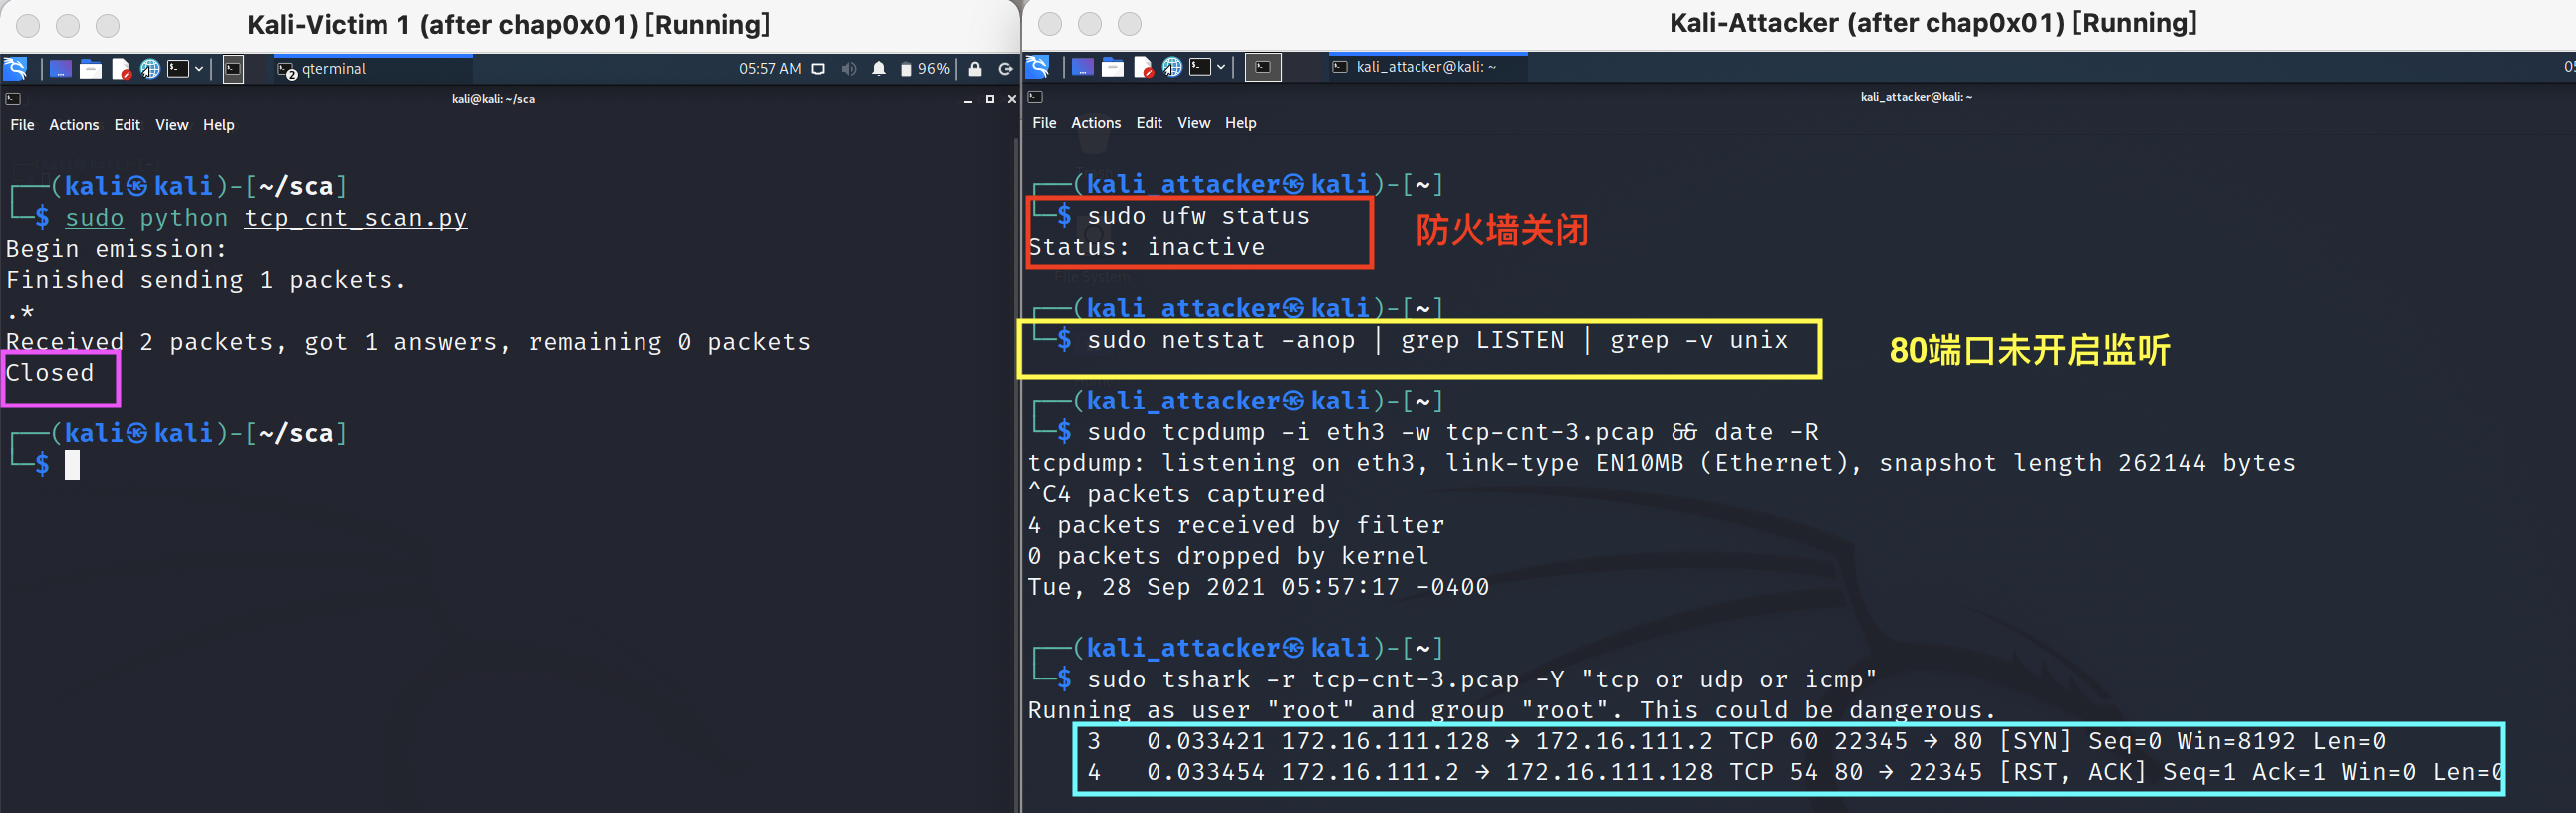 Kali-Victim 1 (after chap0x01) [Running]
qterminal
05:57 AM
96%
kali@kali: ~/sca
File Actions Edit View Help
┌──(kali㉿kali)-[~/sca]
└─$ sudo python tcp_cnt_scan.py
Begin emission:
Finished sending 1 packets.
.*
Received 2 packets, got 1 answers, remaining 0 packets
Closed
┌──(kali㉿kali)-[~/sca]
└─$
Kali-Attacker (after chap0x01) [Running]
kali_attacker@kali: ~
05
kali_attacker@kali: ~
File Actions Edit View Help
┌──(kali_attacker㉿kali)-[~]
└─$ sudo ufw status
Status: inactive
防火墙关闭
File System
┌──(kali_attacker㉿kali)-[~]
└─$ sudo netstat -anop | grep LISTEN | grep -v unix
80端口未开启监听
┌──(kali_attacker㉿kali)-[~]
└─$ sudo tcpdump -i eth3 -w tcp-cnt-3.pcap && date -R
tcpdump: listening on eth3, link-type EN10MB (Ethernet), snapshot length 262144 bytes
^C4 packets captured
4 packets received by filter
0 packets dropped by kernel
Tue, 28 Sep 2021 05:57:17 -0400
┌──(kali_attacker㉿kali)-[~]
└─$ sudo tshark -r tcp-cnt-3.pcap -Y "tcp or udp or icmp"
Running as user "root" and group "root". This could be dangerous.
3 0.033421 172.16.111.128 → 172.16.111.2 TCP 60 22345 → 80 [SYN] Seq=0 Win=8192 Len=0
4 0.033454 172.16.111.2 → 172.16.111.128 TCP 54 80 → 22345 [RST, ACK] Seq=1 Ack=1 Win=0 Len=0